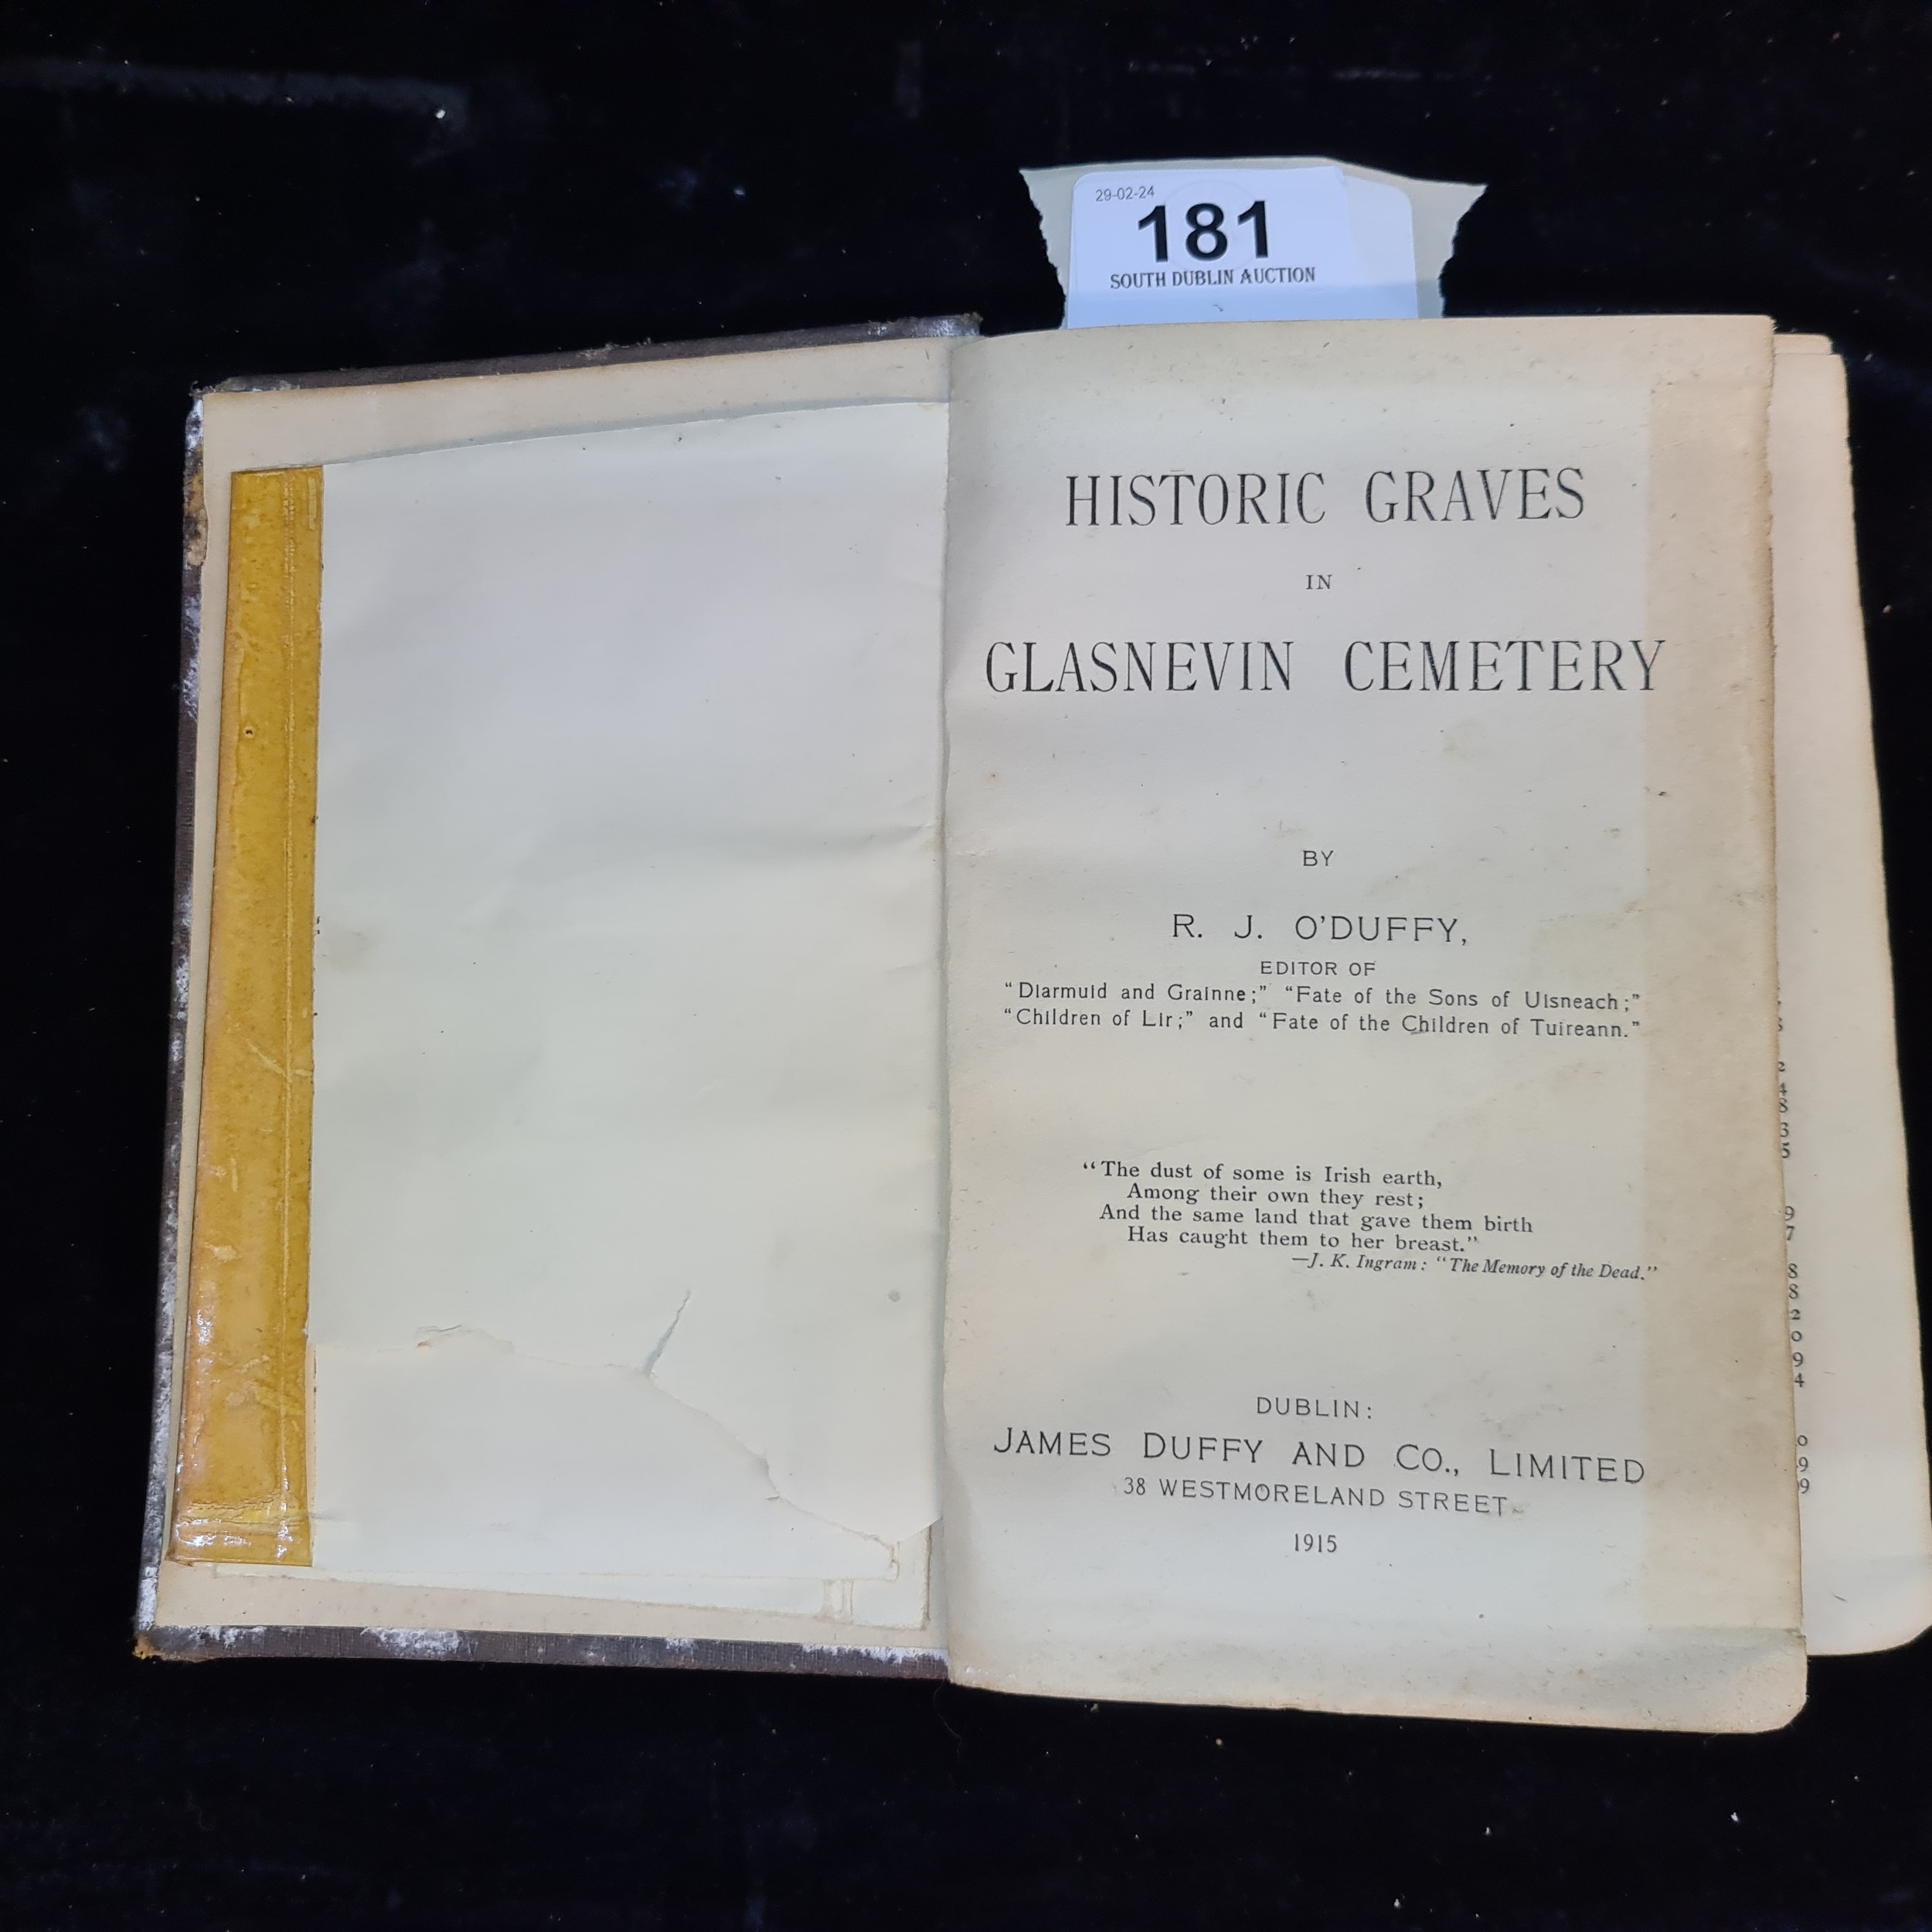 29-02-24
181
SOUTH DUBLIN AUCTION
HISTORIC GRAVES
IN
GLASNEVIN CEMETERY
BY
R. J. O'DUFFY,
EDITOR OF
"Diarmuid and Grainne;" "Fate of the Sons of Uisneach;"
"Children of Lir;" and "Fate of the Children of Tuireann."
"The dust of some is Irish earth,
Among their own they rest;
And the same land that gave them birth
Has caught them to her breast."
—J. K. Ingram: "The Memory of the Dead."
DUBLIN:
JAMES DUFFY AND CO., LIMITED
38 WESTMORELAND STREET
1915